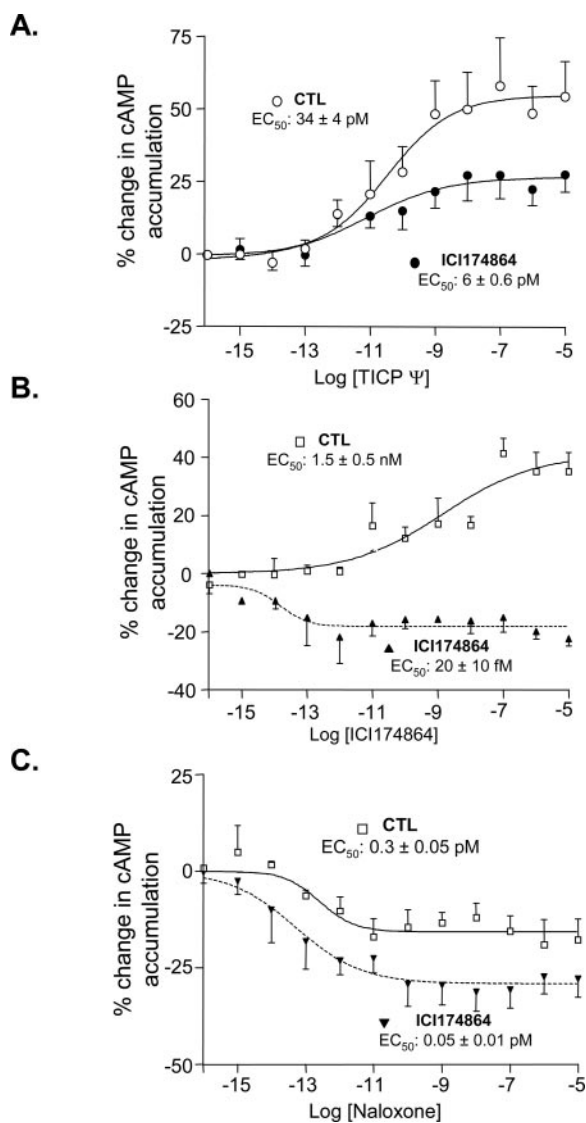 A.
75
50
25
0
-25
% change in cAMP
accumulation
○ CTL
EC50: 34 ± 4 pM
● ICI174864
EC50: 6 ± 0.6 pM
-15 -13 -11 -9 -7 -5
Log [TICP Ψ]
B.
60
40
20
0
-20
-40
% change in cAMP
accumulation
□ CTL
EC50: 1.5 ± 0.5 nM
▲ ICI174864
EC50: 20 ± 10 fM
-15 -13 -11 -9 -7 -5
Log [ICI174864]
C.
25
0
-25
-50
% change in cAMP
accumulation
□ CTL
EC50: 0.3 ± 0.05 pM
▼ ICI174864
EC50: 0.05 ± 0.01 pM
-15 -13 -11 -9 -7 -5
Log [Naloxone]